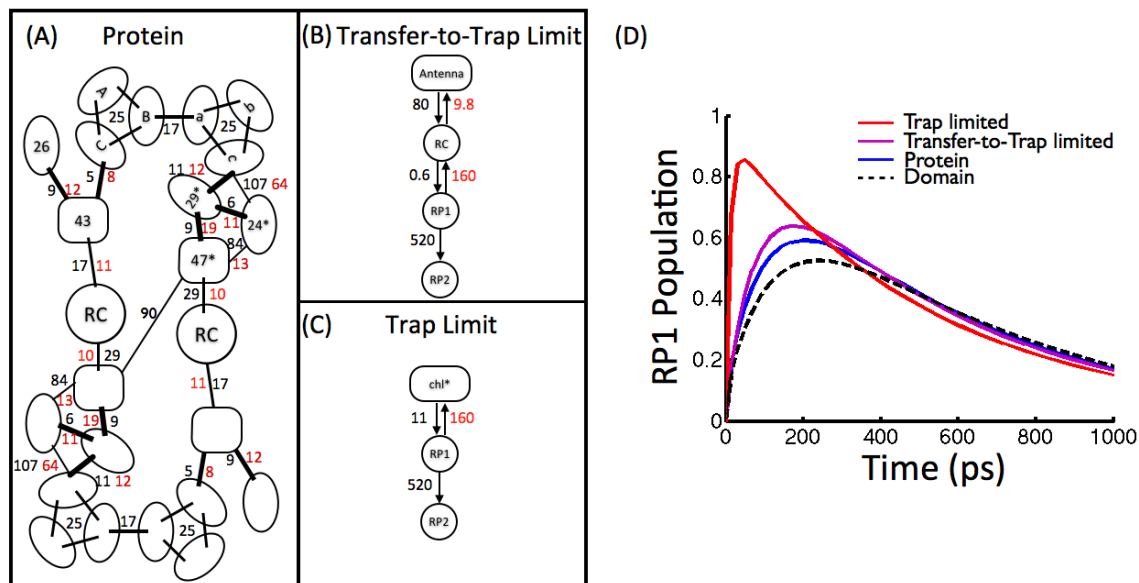 (A) Protein
A
25
B
C
17
a
25
b
c
26
9
12
5
8
43
17
11
RC
10
29
84
13
6
11
19
9
107 64
11 12
25
17
25
11 12
29*
107 64
6
11
24*
9
19
84
13
47*
29
10
90
RC
11
17
5
8
9
12
(B) Transfer-to-Trap Limit
Antenna
80
9.8
RC
0.6
160
RP1
520
RP2
(C) Trap Limit
chl*
11
160
RP1
520
RP2
(D)
Trap limited
Transfer-to-Trap limited
Protein
Domain
RP1 Population
1
0.8
0.6
0.4
0.2
0
0 200 400 600 800 1000
Time (ps)